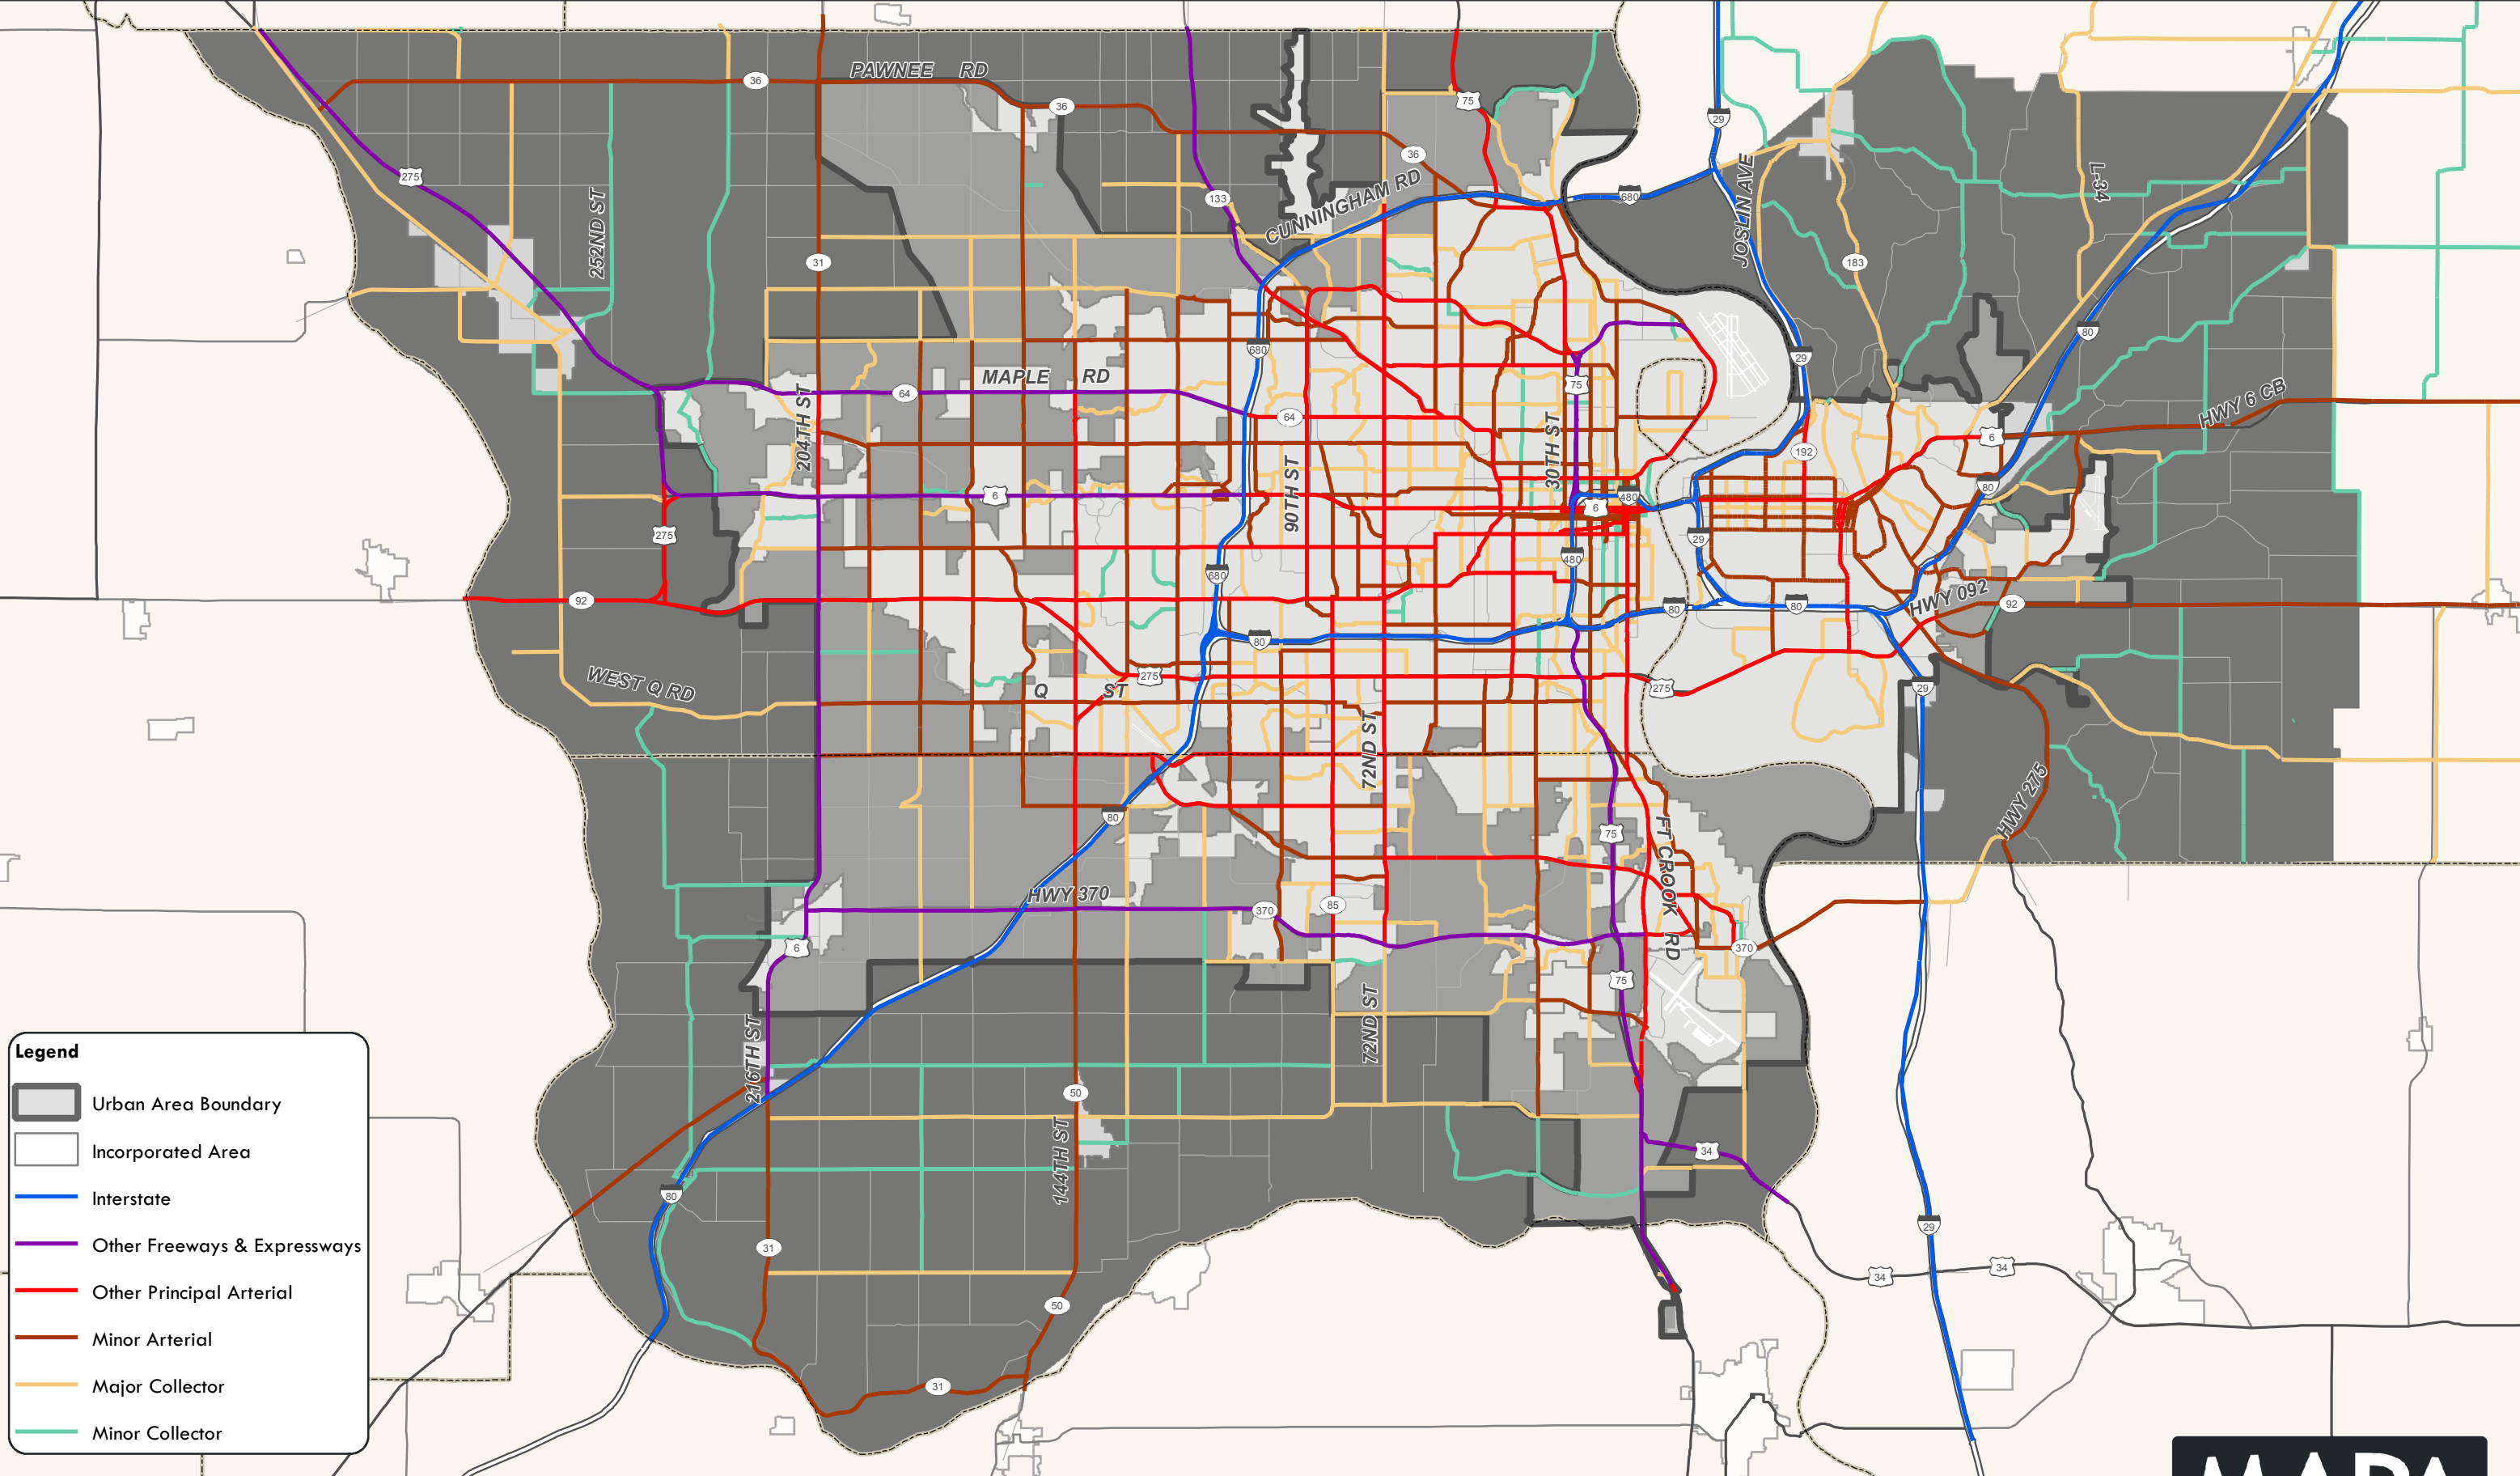 PAWNEE RD
36
36
75
29
36
275
133
680
CUNNINGHAM RD
JOSLIN AVE
L-34
252ND ST
31
183
80
680
29
MAPLE RD
64
75
HWY 6 CB
64
204TH ST
30TH ST
6
192
90TH ST
6
480
6
80
275
29
480
680
92
80
80
HWY 092
92
80
WEST Q RD
275
Q ST
275
29
72ND ST
HWY 275
80
75
FT CROOK RD
HWY 370
370
85
6
370
75
72ND ST
216TH ST
50
144TH ST
34
80
31
29
34
34
50
31
Legend
Urban Area Boundary
Incorporated Area
Interstate
Other Freeways & Expressways
Other Principal Arterial
Minor Arterial
Major Collector
Minor Collector
MAPA